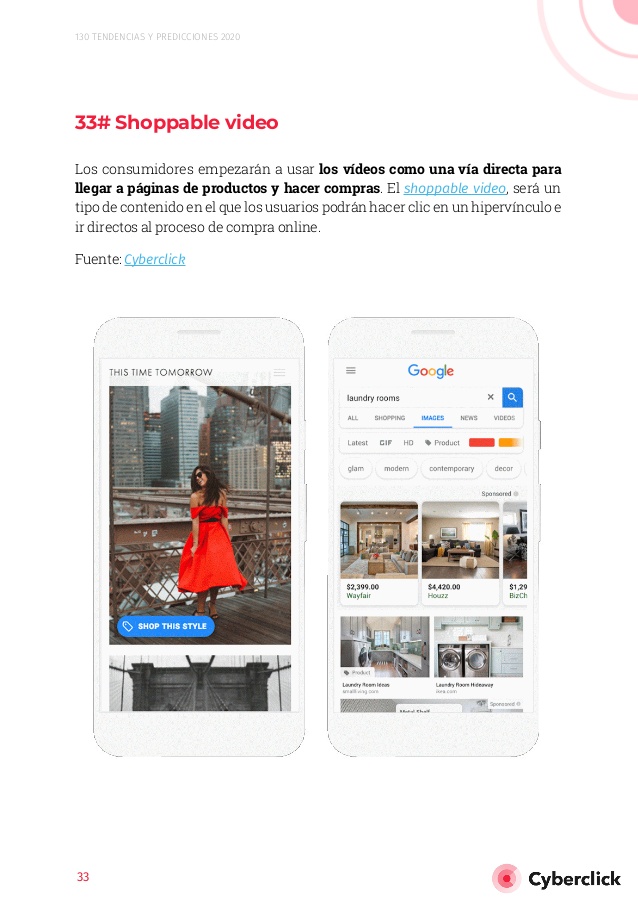 130 TENDENCIAS Y PREDICCIONES 2020
33# Shoppable video
Los consumidores empezarán a usar los vídeos como una vía directa para
llegar a páginas de productos y hacer compras. El shoppable video, será un
tipo de contenido en el que los usuarios podrán hacer clic en un hipervínculo e
ir directos al proceso de compra online.
Fuente: Cyberclick
THIS TIME TOMORROW
SHOP THIS STYLE
Google
laundry rooms
ALL SHOPPING IMAGES NEWS VIDEOS
Latest GIF HD Product
glam modern contemporary decor
Sponsored
$2,399.00 $4,420.00 $1,29
Wayfair Houzz BizCh
Product
Laundry Room Ideas Laundry Room Hideaway
smallliving.com ikea.com
Metal Shelf Sponsored
33
Cyberclick